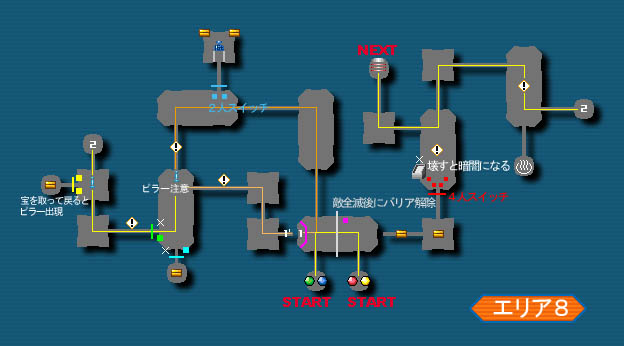 NEXT
2人スイッチ
2
2
壊すと暗闇になる
ピラー注意
4人スイッチ
宝を取って戻ると
ピラー出現
敵全滅後にバリア解除
1'
1
START
START
エリア8